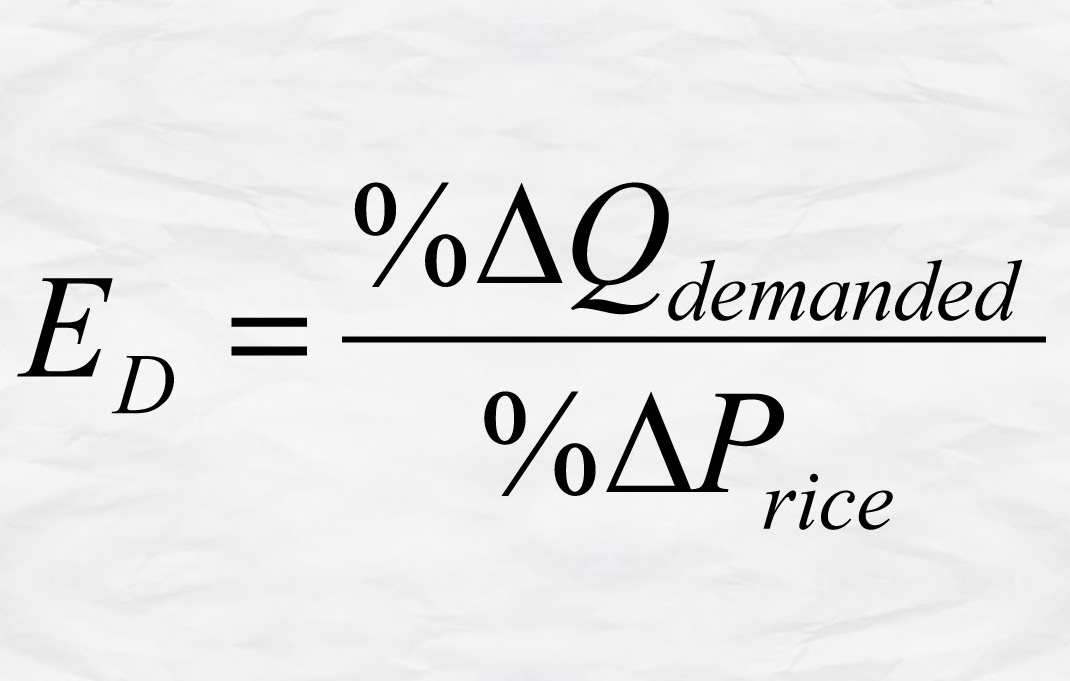 E_D = %ΔQ_demanded / %ΔP_rice